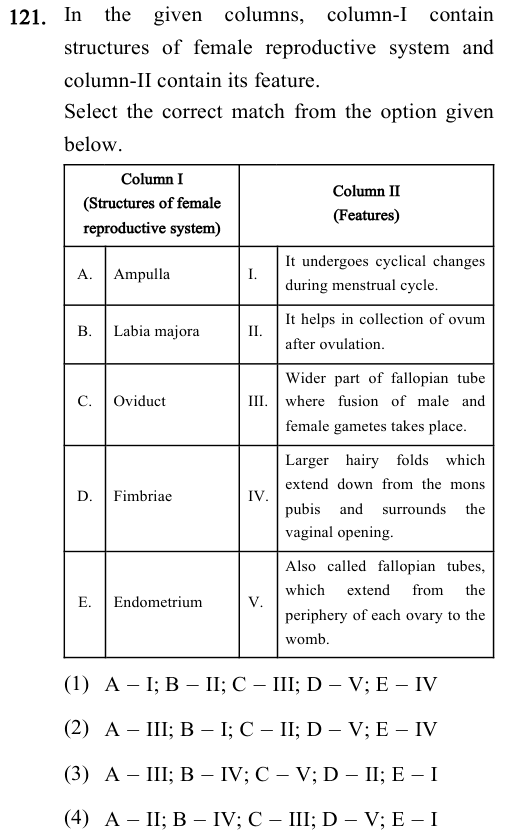 121. In the given columns, column-I contain
structures of female reproductive system and
column-II contain its feature.
Select the correct match from the option given
below.
Column I
(Structures of female
reproductive system)
Column II
(Features)
A. Ampulla
I. It undergoes cyclical changes
during menstrual cycle.
B. Labia majora
II. It helps in collection of ovum
after ovulation.
C. Oviduct
III. Wider part of fallopian tube
where fusion of male and
female gametes takes place.
D. Fimbriae
IV. Larger hairy folds which
extend down from the mons
pubis and surrounds the
vaginal opening.
E. Endometrium
V. Also called fallopian tubes,
which extend from the
periphery of each ovary to the
womb.
(1) A – I; B – II; C – III; D – V; E – IV
(2) A – III; B – I; C – II; D – V; E – IV
(3) A – III; B – IV; C – V; D – II; E – I
(4) A – II; B – IV; C – III; D – V; E – I